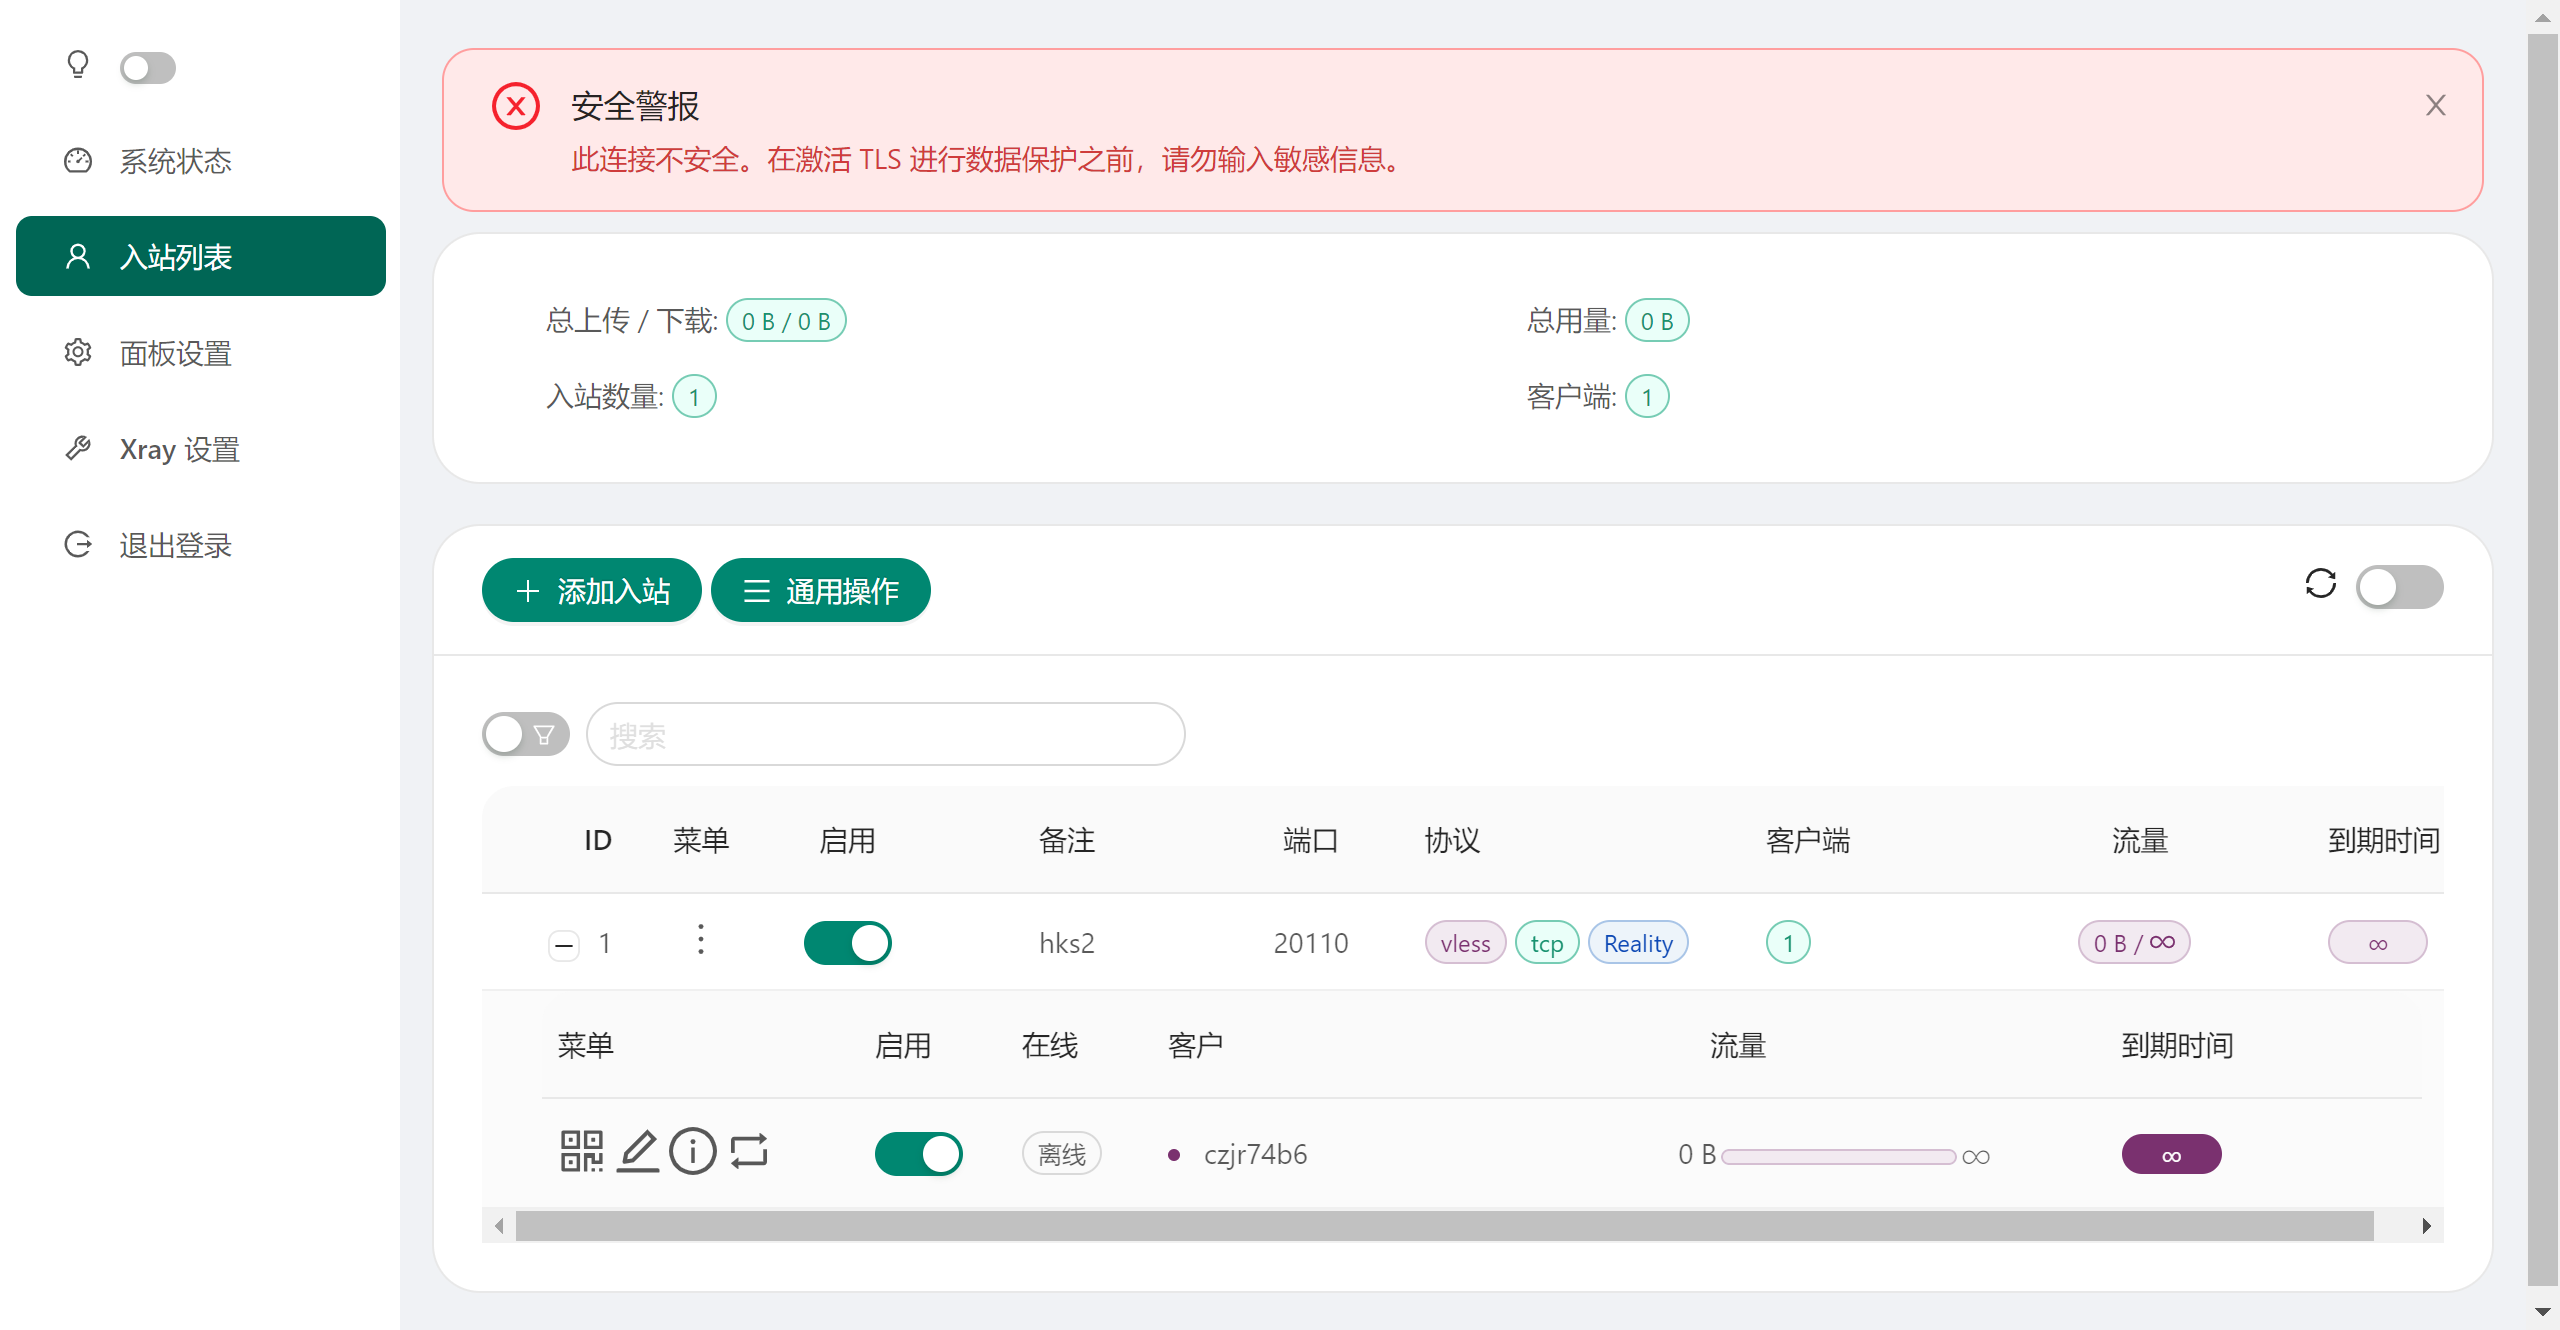 系统状态
入站列表
面板设置
Xray 设置
退出登录
安全警报
此连接不安全。在激活 TLS 进行数据保护之前，请勿输入敏感信息。
总上传 / 下载: 0 B / 0 B
总用量: 0 B
入站数量: 1
客户端: 1
添加入站 通用操作
搜索
ID 菜单 启用 备注 端口 协议 客户端 流量 到期时间
1 hks2 20110 vless tcp Reality 1 0 B / ∞ ∞
菜单 启用 在线 客户 流量 到期时间
离线 czjr74b6 0 B ∞ ∞